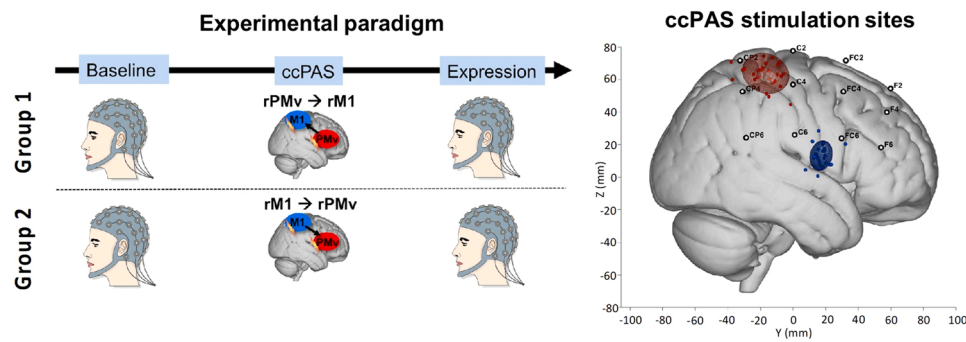 Experimental paradigm
Baseline
ccPAS
Expression
Group 1
rPMv → rM1
M1
PMv
Group 2
rM1 → rPMv
M1
PMv
ccPAS stimulation sites
80
60
40
20
0
-20
-40
-60
-80
Z (mm)
C2
CP2
FC2
C4
CP4
FC4
F2
F4
CP6
C6
FC6
F6
-100 -80 -60 -40 -20 0 20 40 60 80 100
Y (mm)